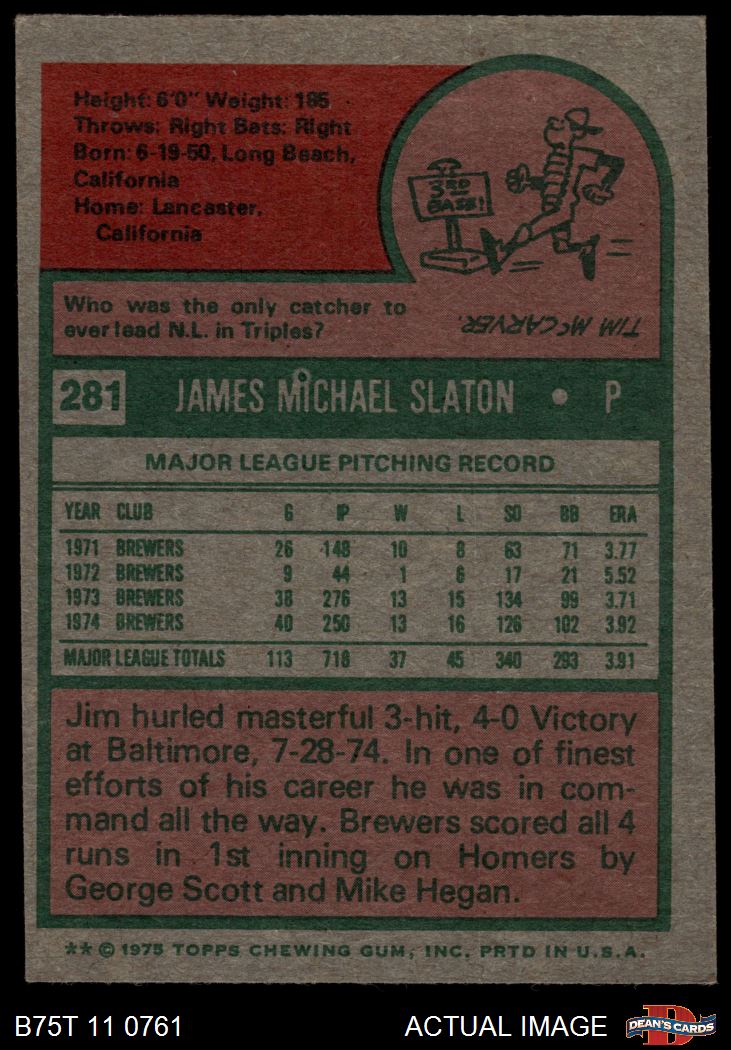 Height: 6'0" Weight: 185
Throws: Right Bats: Right
Born: 6-19-50, Long Beach,
California
Home: Lancaster,
California
3RD
BASE!
Who was the only catcher to
ever lead N.L. in Triples?
TIM McCARVER.
281 JAMES MICHAEL SLATON • P
MAJOR LEAGUE PITCHING RECORD
YEAR CLUB G IP W L SO BB ERA
1971 BREWERS 26 148 10 8 63 71 3.77
1972 BREWERS 9 44 1 6 17 21 5.52
1973 BREWERS 38 276 13 15 134 99 3.71
1974 BREWERS 40 250 13 16 126 102 3.92
MAJOR LEAGUE TOTALS 113 718 37 45 340 293 3.91
Jim hurled masterful 3-hit, 4-0 Victory
at Baltimore, 7-28-74. In one of finest
efforts of his career he was in com-
mand all the way. Brewers scored all 4
runs in 1st inning on Homers by
George Scott and Mike Hegan.
** © 1975 TOPPS CHEWING GUM, INC. PRTD IN U.S.A.
B75T 11 0761 ACTUAL IMAGE DEAN'S CARDS